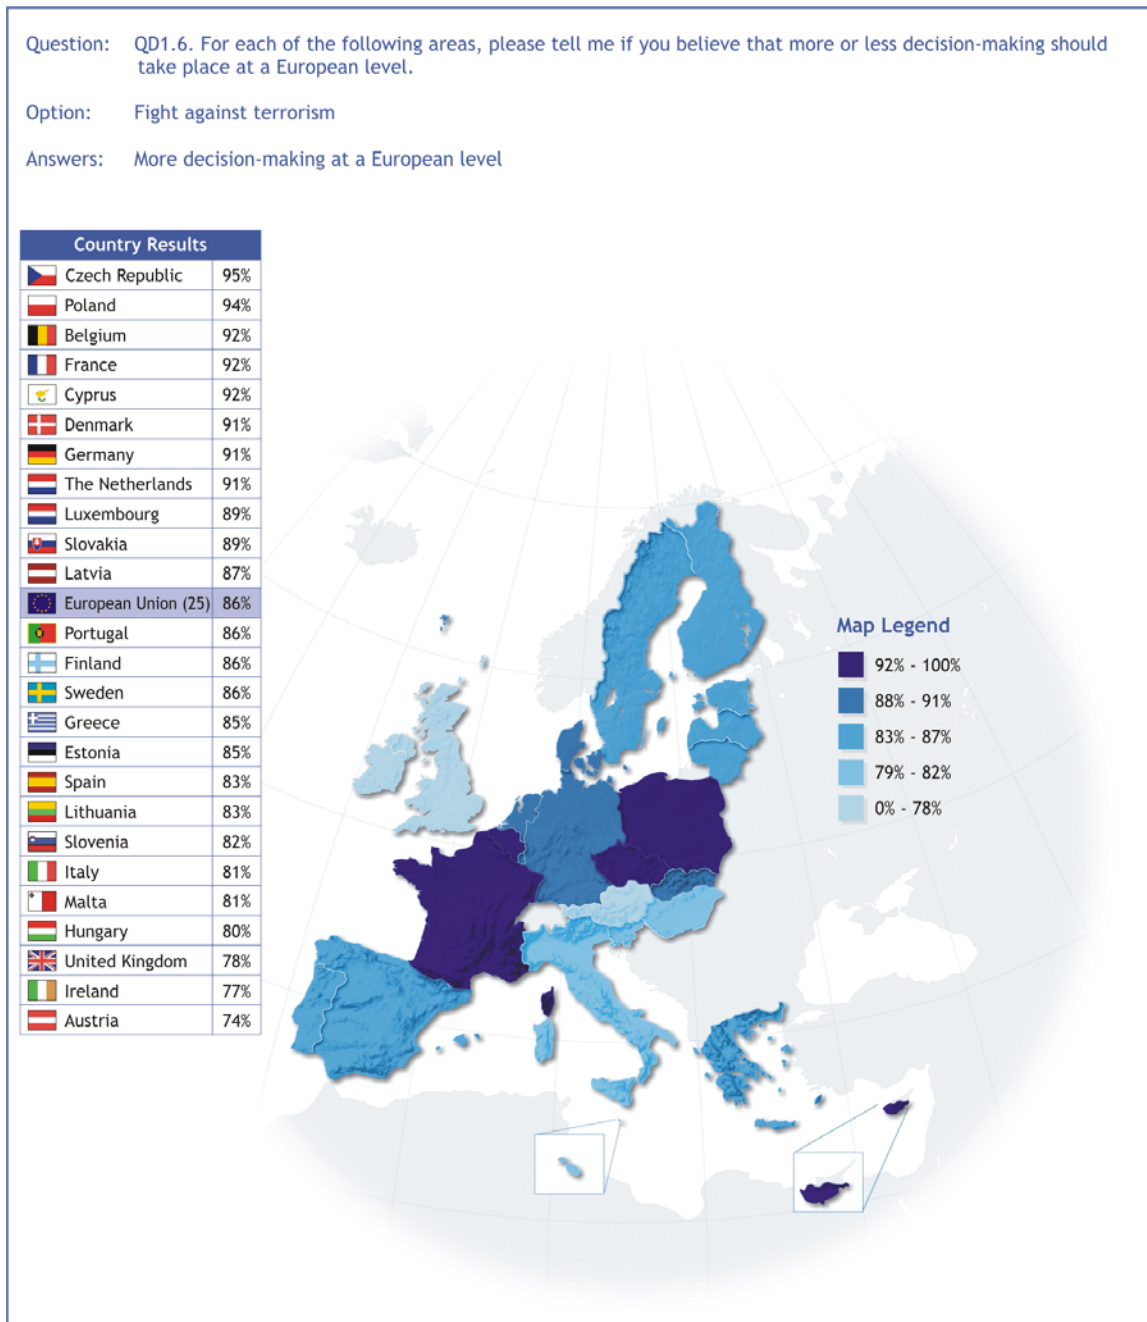 Question: QD1.6. For each of the following areas, please tell me if you believe that more or less decision-making should
take place at a European level.
Option: Fight against terrorism
Answers: More decision-making at a European level
Country Results
Czech Republic 95%
Poland 94%
Belgium 92%
France 92%
Cyprus 92%
Denmark 91%
Germany 91%
The Netherlands 91%
Luxembourg 89%
Slovakia 89%
Latvia 87%
European Union (25) 86%
Portugal 86%
Finland 86%
Sweden 86%
Greece 85%
Estonia 85%
Spain 83%
Lithuania 83%
Slovenia 82%
Italy 81%
Malta 81%
Hungary 80%
United Kingdom 78%
Ireland 77%
Austria 74%
Map Legend
92% - 100%
88% - 91%
83% - 87%
79% - 82%
0% - 78%